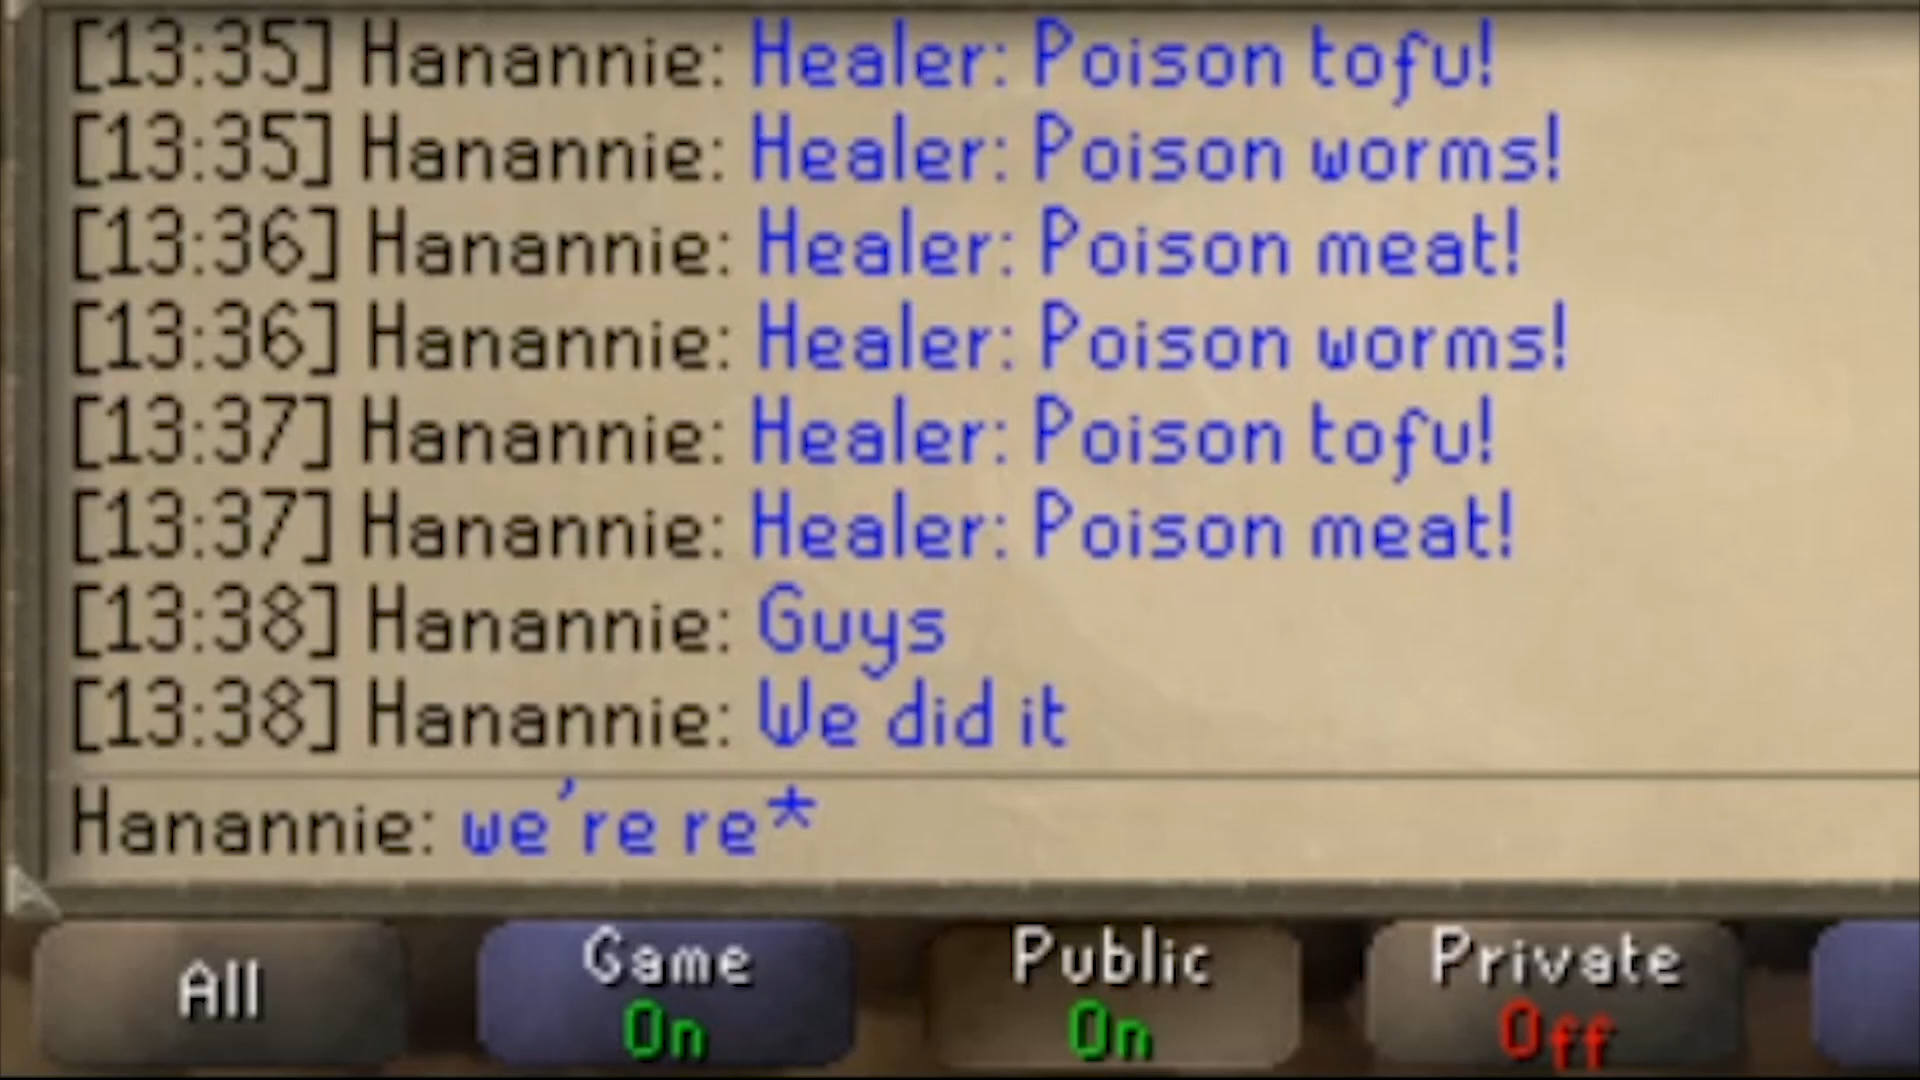 [13:35] Hanannie: Healer: Poison tofu!
[13:35] Hanannie: Healer: Poison worms!
[13:36] Hanannie: Healer: Poison meat!
[13:36] Hanannie: Healer: Poison worms!
[13:37] Hanannie: Healer: Poison tofu!
[13:37] Hanannie: Healer: Poison meat!
[13:38] Hanannie: Guys
[13:38] Hanannie: We did it
Hanannie: we're re*
All
Game
On
Public
On
Private
Off